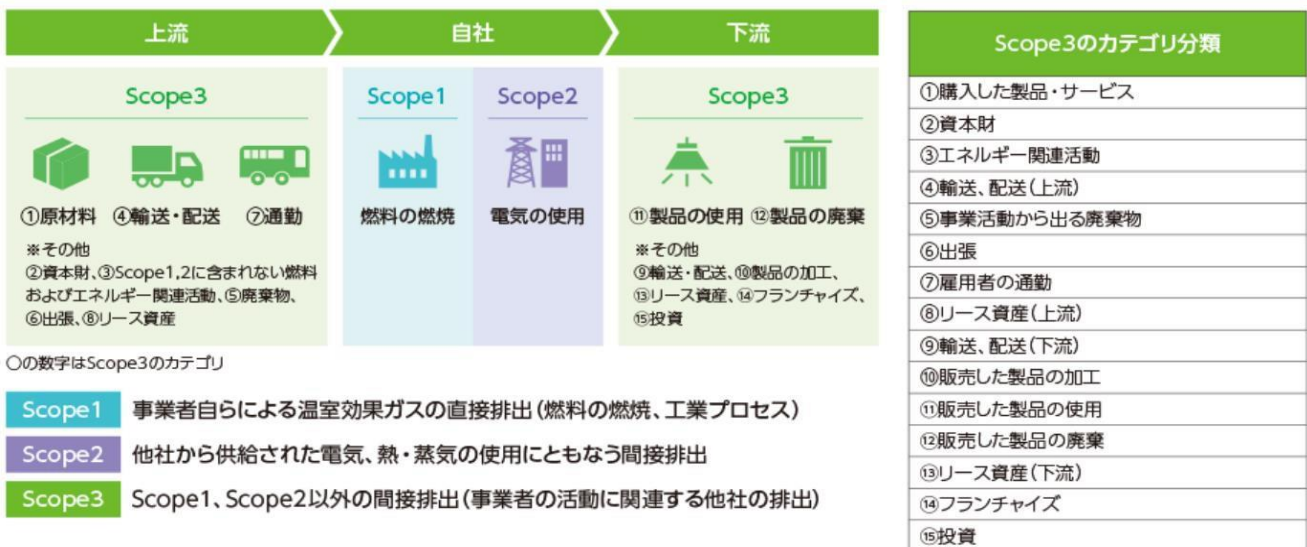 上流
自社
下流
Scope3
①原材料
④輸送・配送
⑦通勤
※その他
②資本財、③Scope1,2に含まれない燃料
およびエネルギー関連活動、⑤廃棄物、
⑥出張、⑧リース資産
Scope1
燃料の燃焼
Scope2
電気の使用
Scope3
⑪製品の使用
⑫製品の廃棄
※その他
⑨輸送・配送、⑩製品の加工、
⑬リース資産、⑭フランチャイズ、
⑮投資
○の数字はScope3のカテゴリ
Scope1 事業者自らによる温室効果ガスの直接排出(燃料の燃焼、工業プロセス)
Scope2 他社から供給された電気、熱・蒸気の使用にともなう間接排出
Scope3 Scope1、Scope2以外の間接排出(事業者の活動に関連する他社の排出)
Scope3のカテゴリ分類
①購入した製品・サービス
②資本財
③エネルギー関連活動
④輸送、配送(上流)
⑤事業活動から出る廃棄物
⑥出張
⑦雇用者の通勤
⑧リース資産(上流)
⑨輸送、配送(下流)
⑩販売した製品の加工
⑪販売した製品の使用
⑫販売した製品の廃棄
⑬リース資産(下流)
⑭フランチャイズ
⑮投資